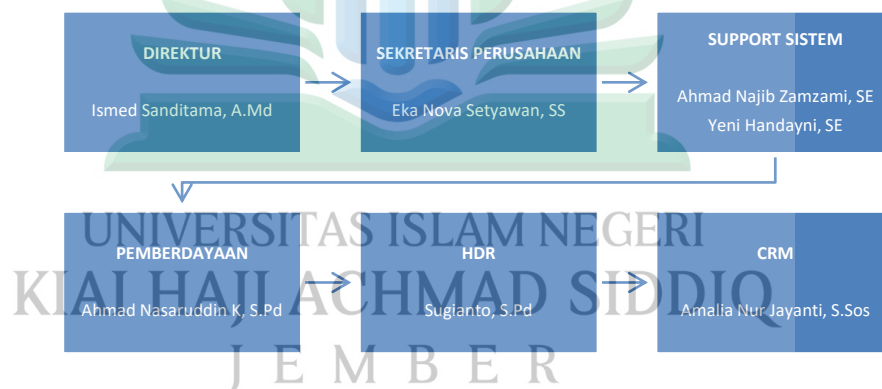 DIREKTUR
Ismed Sanditama, A.Md
SEKRETARIS PERUSAHAAN
Eka Nova Setyawan, SS
SUPPORT SISTEM
Ahmad Najib Zamzami, SE
Yeni Handayni, SE
UNIVERSITAS ISLAM NEGERI
KIAI HAJI ACHMAD SIDDIQ
JEMBER
PEMBERDAYAAN
Ahmad Nasaruddin K, S.Pd
HDR
Sugianto, S.Pd
CRM
Amalia Nur Jayanti, S.Sos